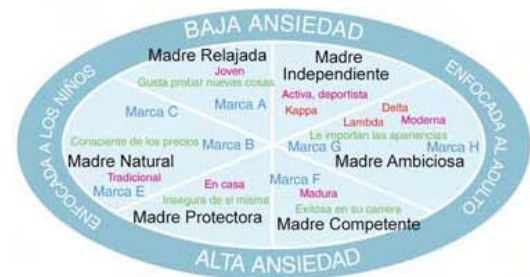 BAJA ANSIEDAD
ENFOCADA A LOS NIÑOS
ENFOCADA AL ADULTO
Madre Relajada
Joven
Gusta probar nuevas cosas
Marca A
Marca C
Madre
Independiente
Activa, deportista
Kappa
Delta
Lambda
Moderna
Le importan las apariencias
Consciente de los precios
Marca B
Marca G
Marca H
Madre Natural
Madre Ambiciosa
Tradicional
Marca E
En casa
Insegura de si misma
Madre Protectora
Marca F
Madura
Exitosa en su carrera
Madre Competente
ALTA ANSIEDAD